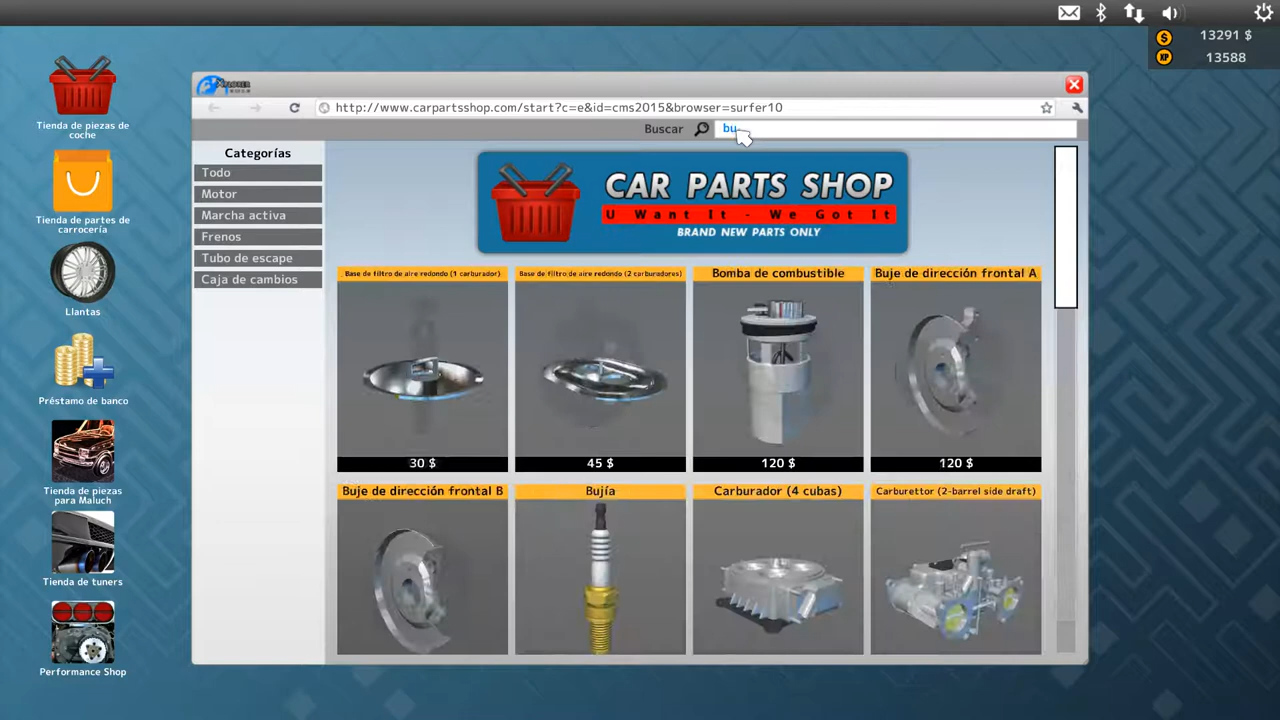 13291 $
13588
XPLORER
http://www.carpartsshop.com/start?c=e&id=cms2015&browser=surfer10
Buscar
bu
Categorías
Todo
Motor
Marcha activa
Frenos
Tubo de escape
Caja de cambios
Tienda de piezas de
coche
Tienda de partes de
carrocería
Llantas
Préstamo de banco
Tienda de piezas
para Maluch
Tienda de tuners
Performance Shop
CAR PARTS SHOP
U Want It - We Got It
BRAND NEW PARTS ONLY
Base de filtro de aire redondo (1 carburador)
30 $
Base de filtro de aire redondo (2 carburadores)
45 $
Bomba de combustible
120 $
Buje de dirección frontal A
120 $
Buje de dirección frontal B
Bujía
Carburador (4 cubas)
Carburettor (2-barrel side draft)